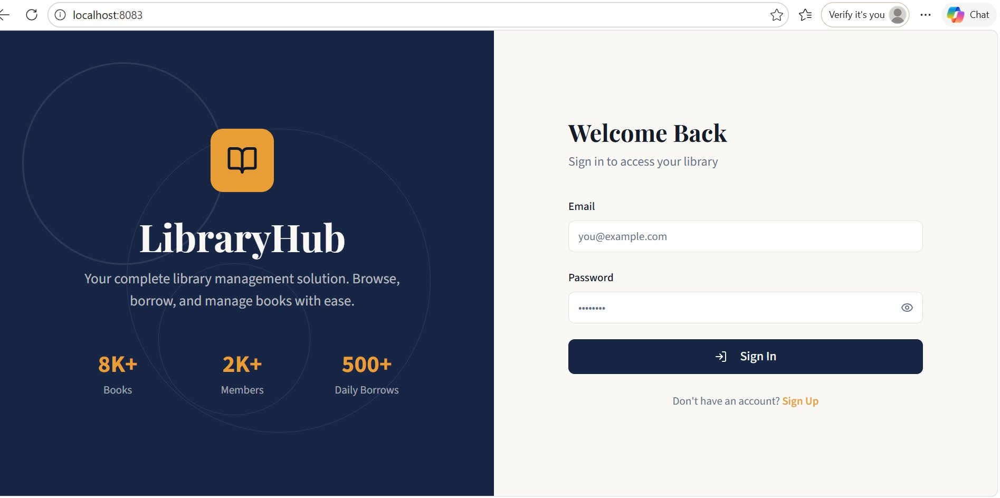 localhost:8083
Verify it's you
Chat
LibraryHub
Your complete library management solution. Browse,
borrow, and manage books with ease.
8K+
Books
2K+
Members
500+
Daily Borrows
Welcome Back
Sign in to access your library
Email
you@example.com
Password
••••••••
Sign In
Don't have an account? Sign Up